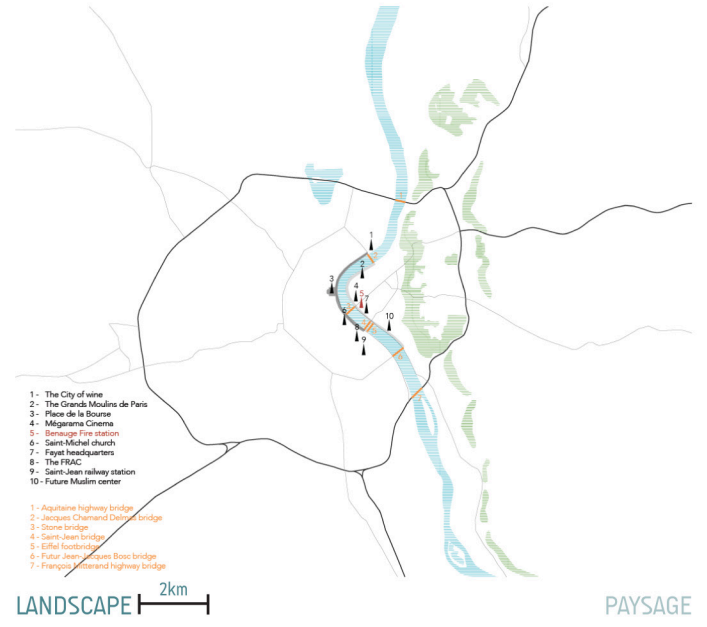 1
2
3
4
5
7
6
10
8
9
1 - The City of wine
2 - The Grands Moulins de Paris
3 - Place de la Bourse
4 - Mégarama Cinema
5 - Benauge Fire station
6 - Saint-Michel church
7 - Fayat headquarters
8 - The FRAC
9 - Saint-Jean railway station
10 - Future Muslim center
1 - Aquitaine highway bridge
2 - Jacques Chamand Delmas bridge
3 - Stone bridge
4 - Saint-Jean bridge
5 - Eiffel footbridge
6 - Futur Jean-Jacques Bosc bridge
7 - François Mitterand highway bridge
LANDSCAPE 2km PAYSAGE